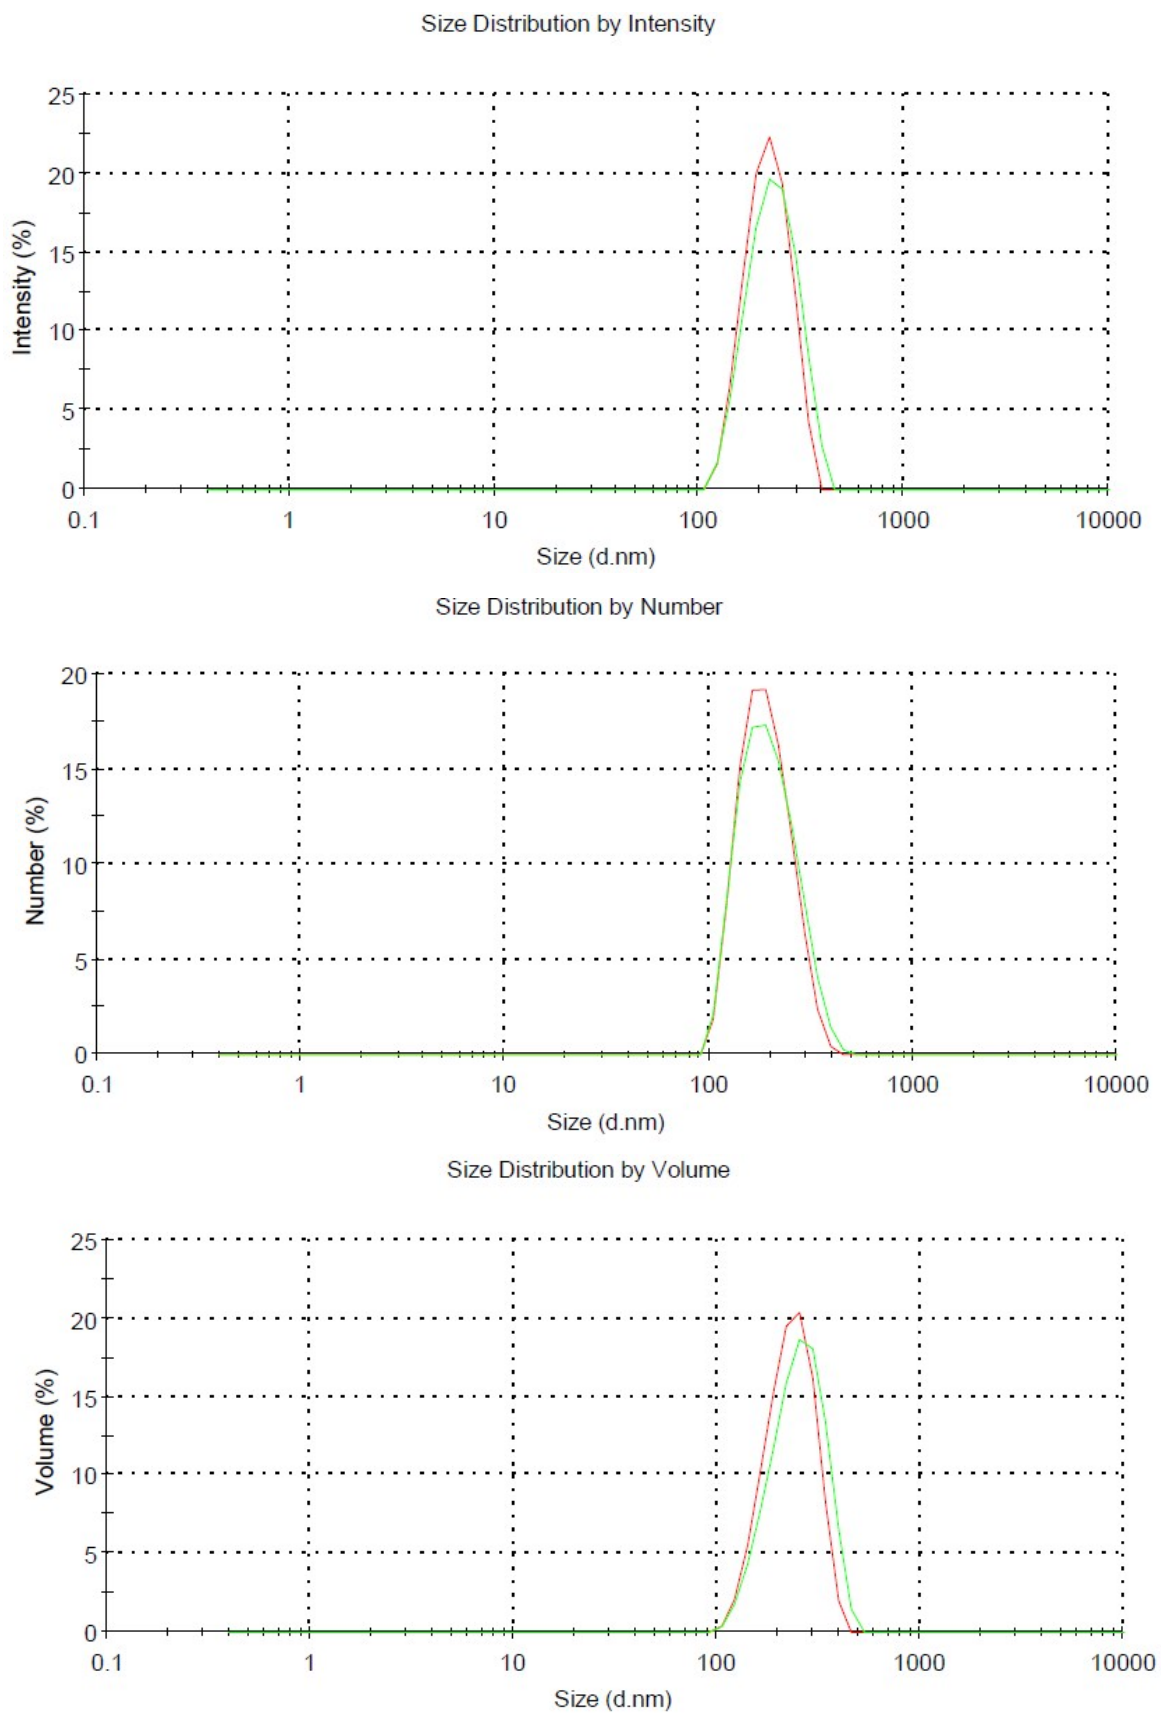 Size Distribution by Intensity
25
20
15
10
5
0
Intensity (%)
0.1 1 10 100 1000 10000
Size (d.nm)
Size Distribution by Number
20
15
10
5
0
Number (%)
0.1 1 10 100 1000 10000
Size (d.nm)
Size Distribution by Volume
25
20
15
10
5
0
Volume (%)
0.1 1 10 100 1000 10000
Size (d.nm)